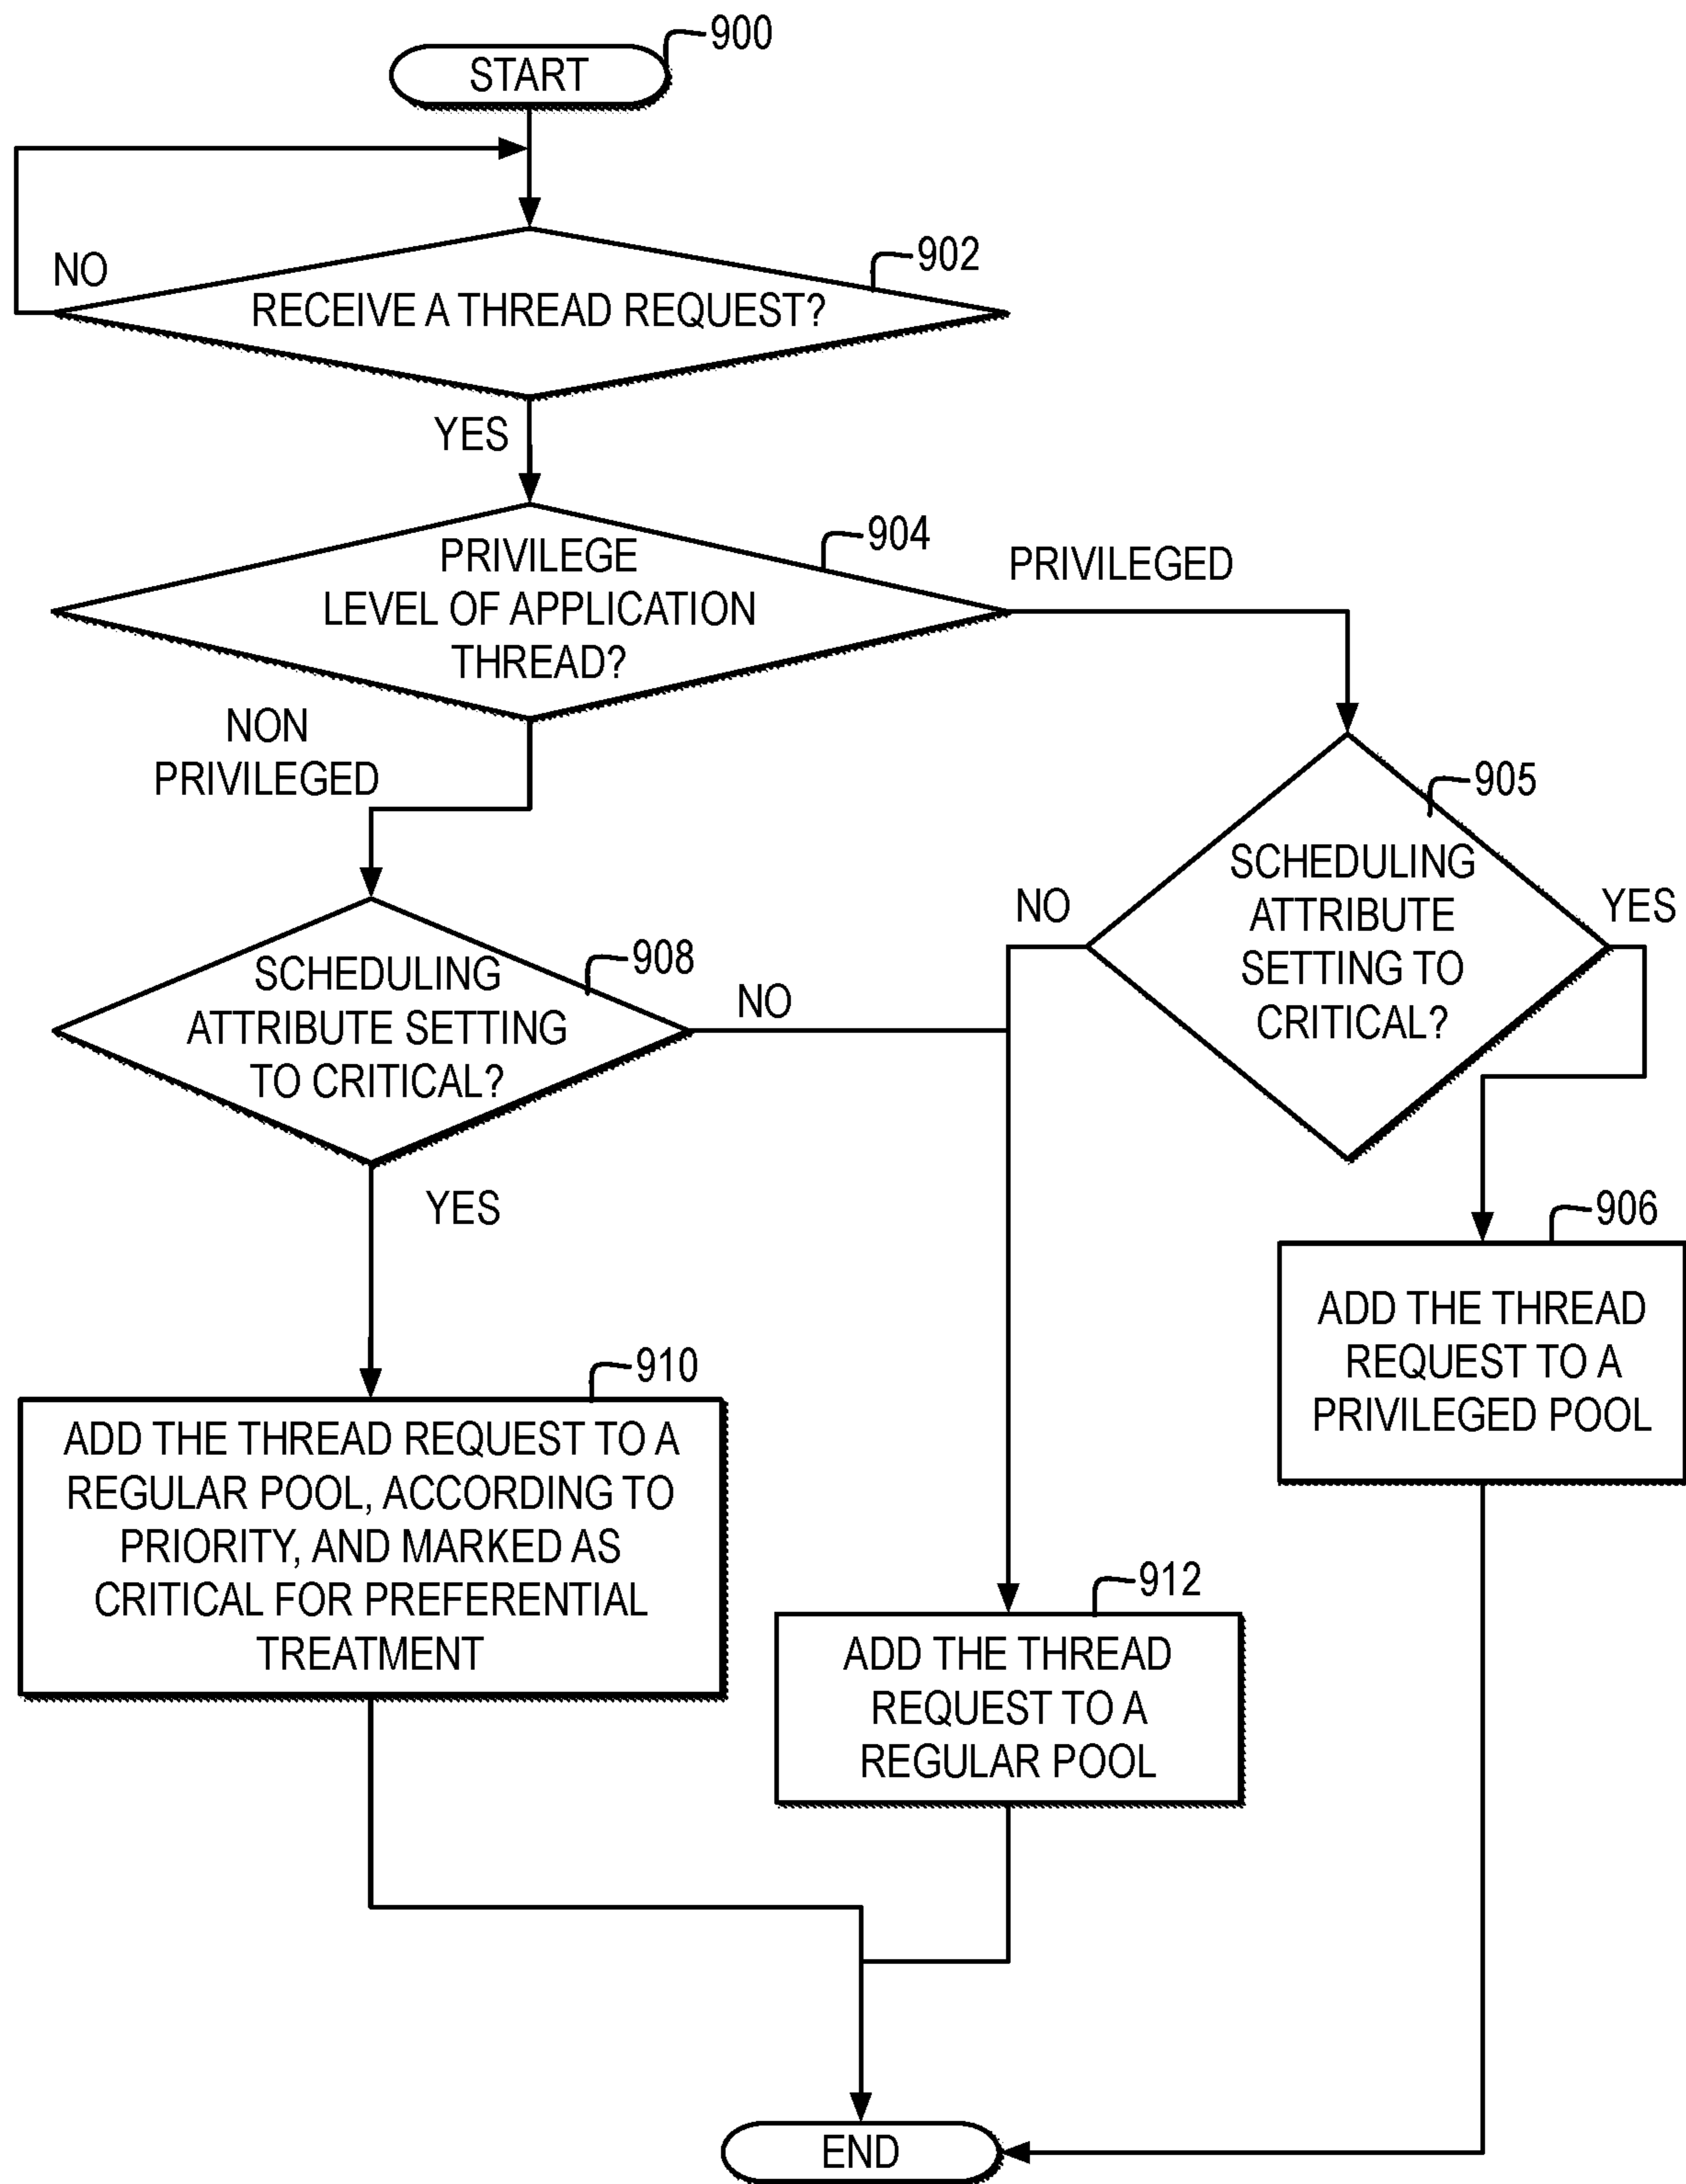 900
START
NO
902
RECEIVE A THREAD REQUEST?
YES
904
PRIVILEGE
LEVEL OF APPLICATION
THREAD?
PRIVILEGED
NON
PRIVILEGED
905
SCHEDULING
ATTRIBUTE
SETTING TO
CRITICAL?
NO
YES
908
SCHEDULING
ATTRIBUTE SETTING
TO CRITICAL?
NO
YES
906
ADD THE THREAD
REQUEST TO A
PRIVILEGED POOL
910
ADD THE THREAD REQUEST TO A
REGULAR POOL, ACCORDING TO
PRIORITY, AND MARKED AS
CRITICAL FOR PREFERENTIAL
TREATMENT
912
ADD THE THREAD
REQUEST TO A
REGULAR POOL
END